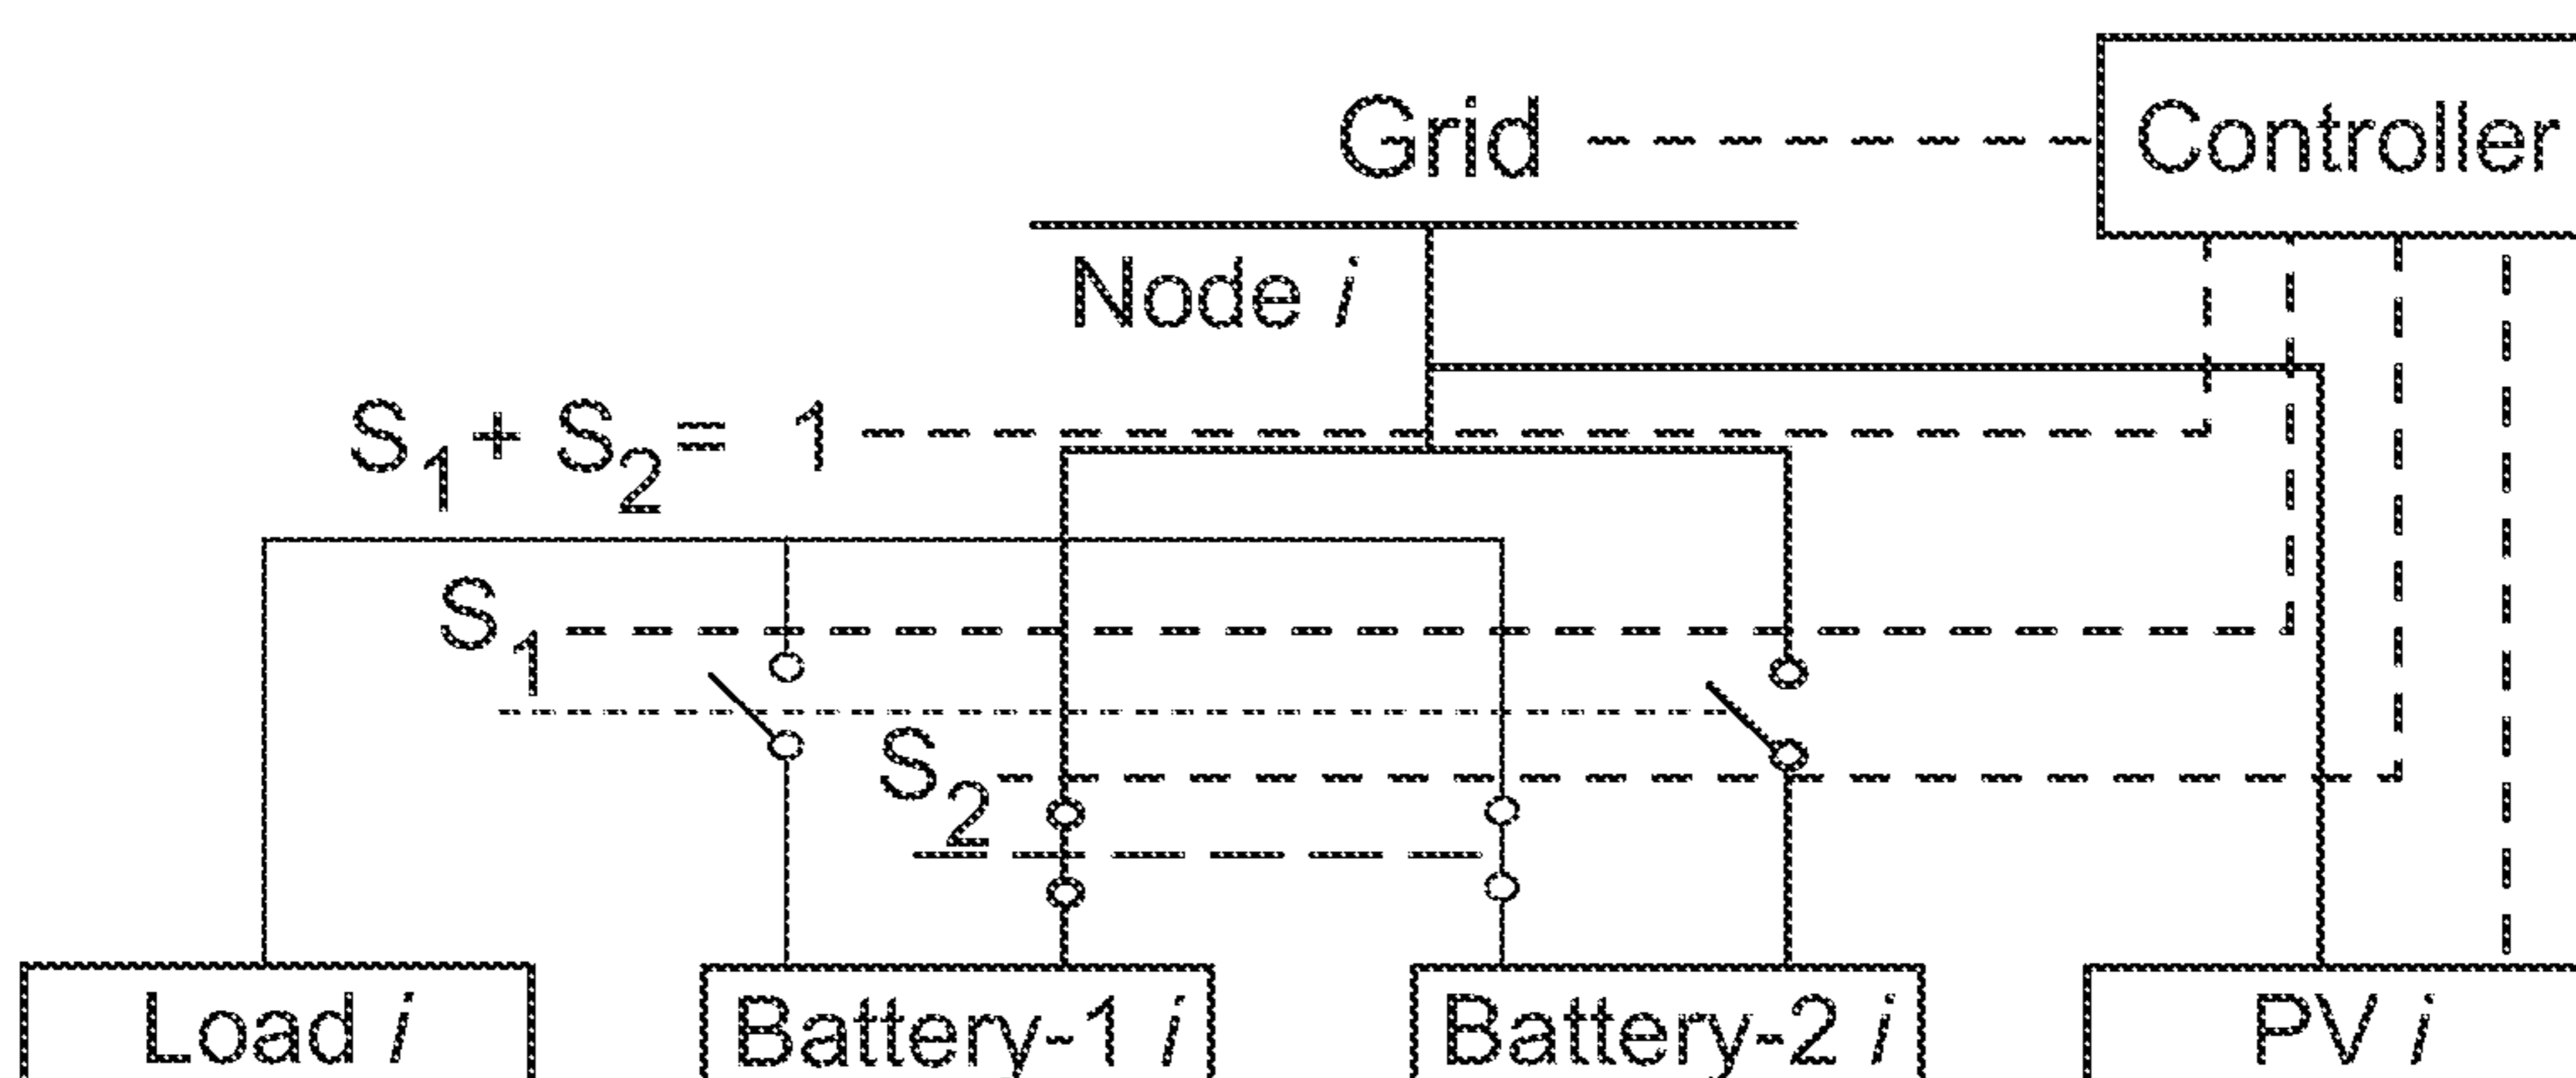 Grid
Controller
Node i
S1 + S2 = 1
S1
S2
Load i
Battery-1 i
Battery-2 i
PV i